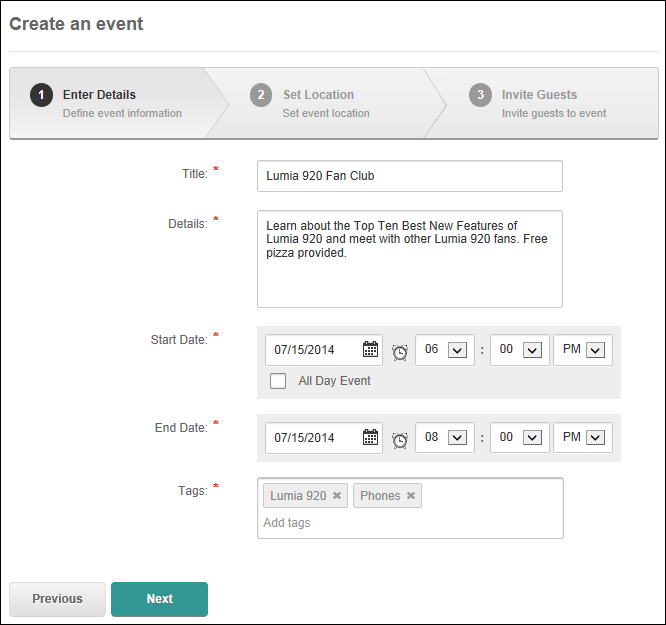 Create an event
1 Enter Details
Define event information
2 Set Location
Set event location
3 Invite Guests
Invite guests to event
Title: *
Lumia 920 Fan Club
Details: *
Learn about the Top Ten Best New Features of
Lumia 920 and meet with other Lumia 920 fans. Free
pizza provided.
Start Date: *
07/15/2014 06 : 00 PM
All Day Event
End Date: *
07/15/2014 08 : 00 PM
Tags: *
Lumia 920 × Phones ×
Add tags
Previous Next